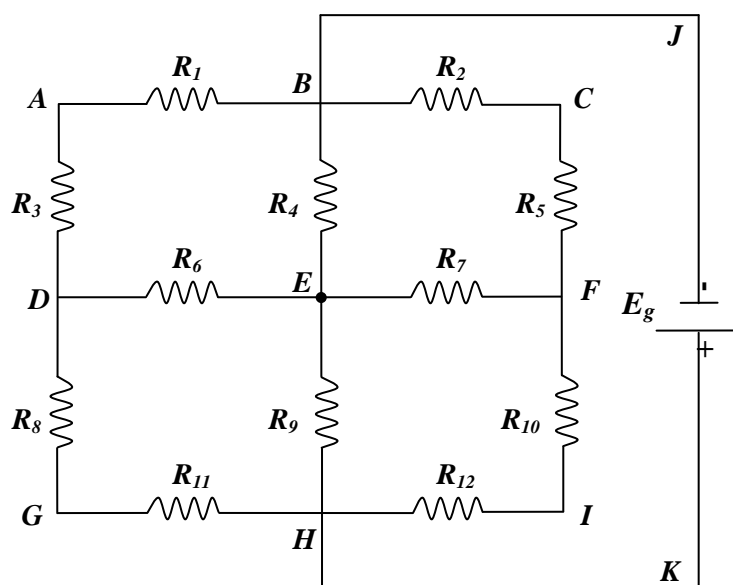 J
R1 B R2
A C
R3 R4 R5
R6 E R7
D F
Eg -
+
R8 R9 R10
R11 R12
G H I
K